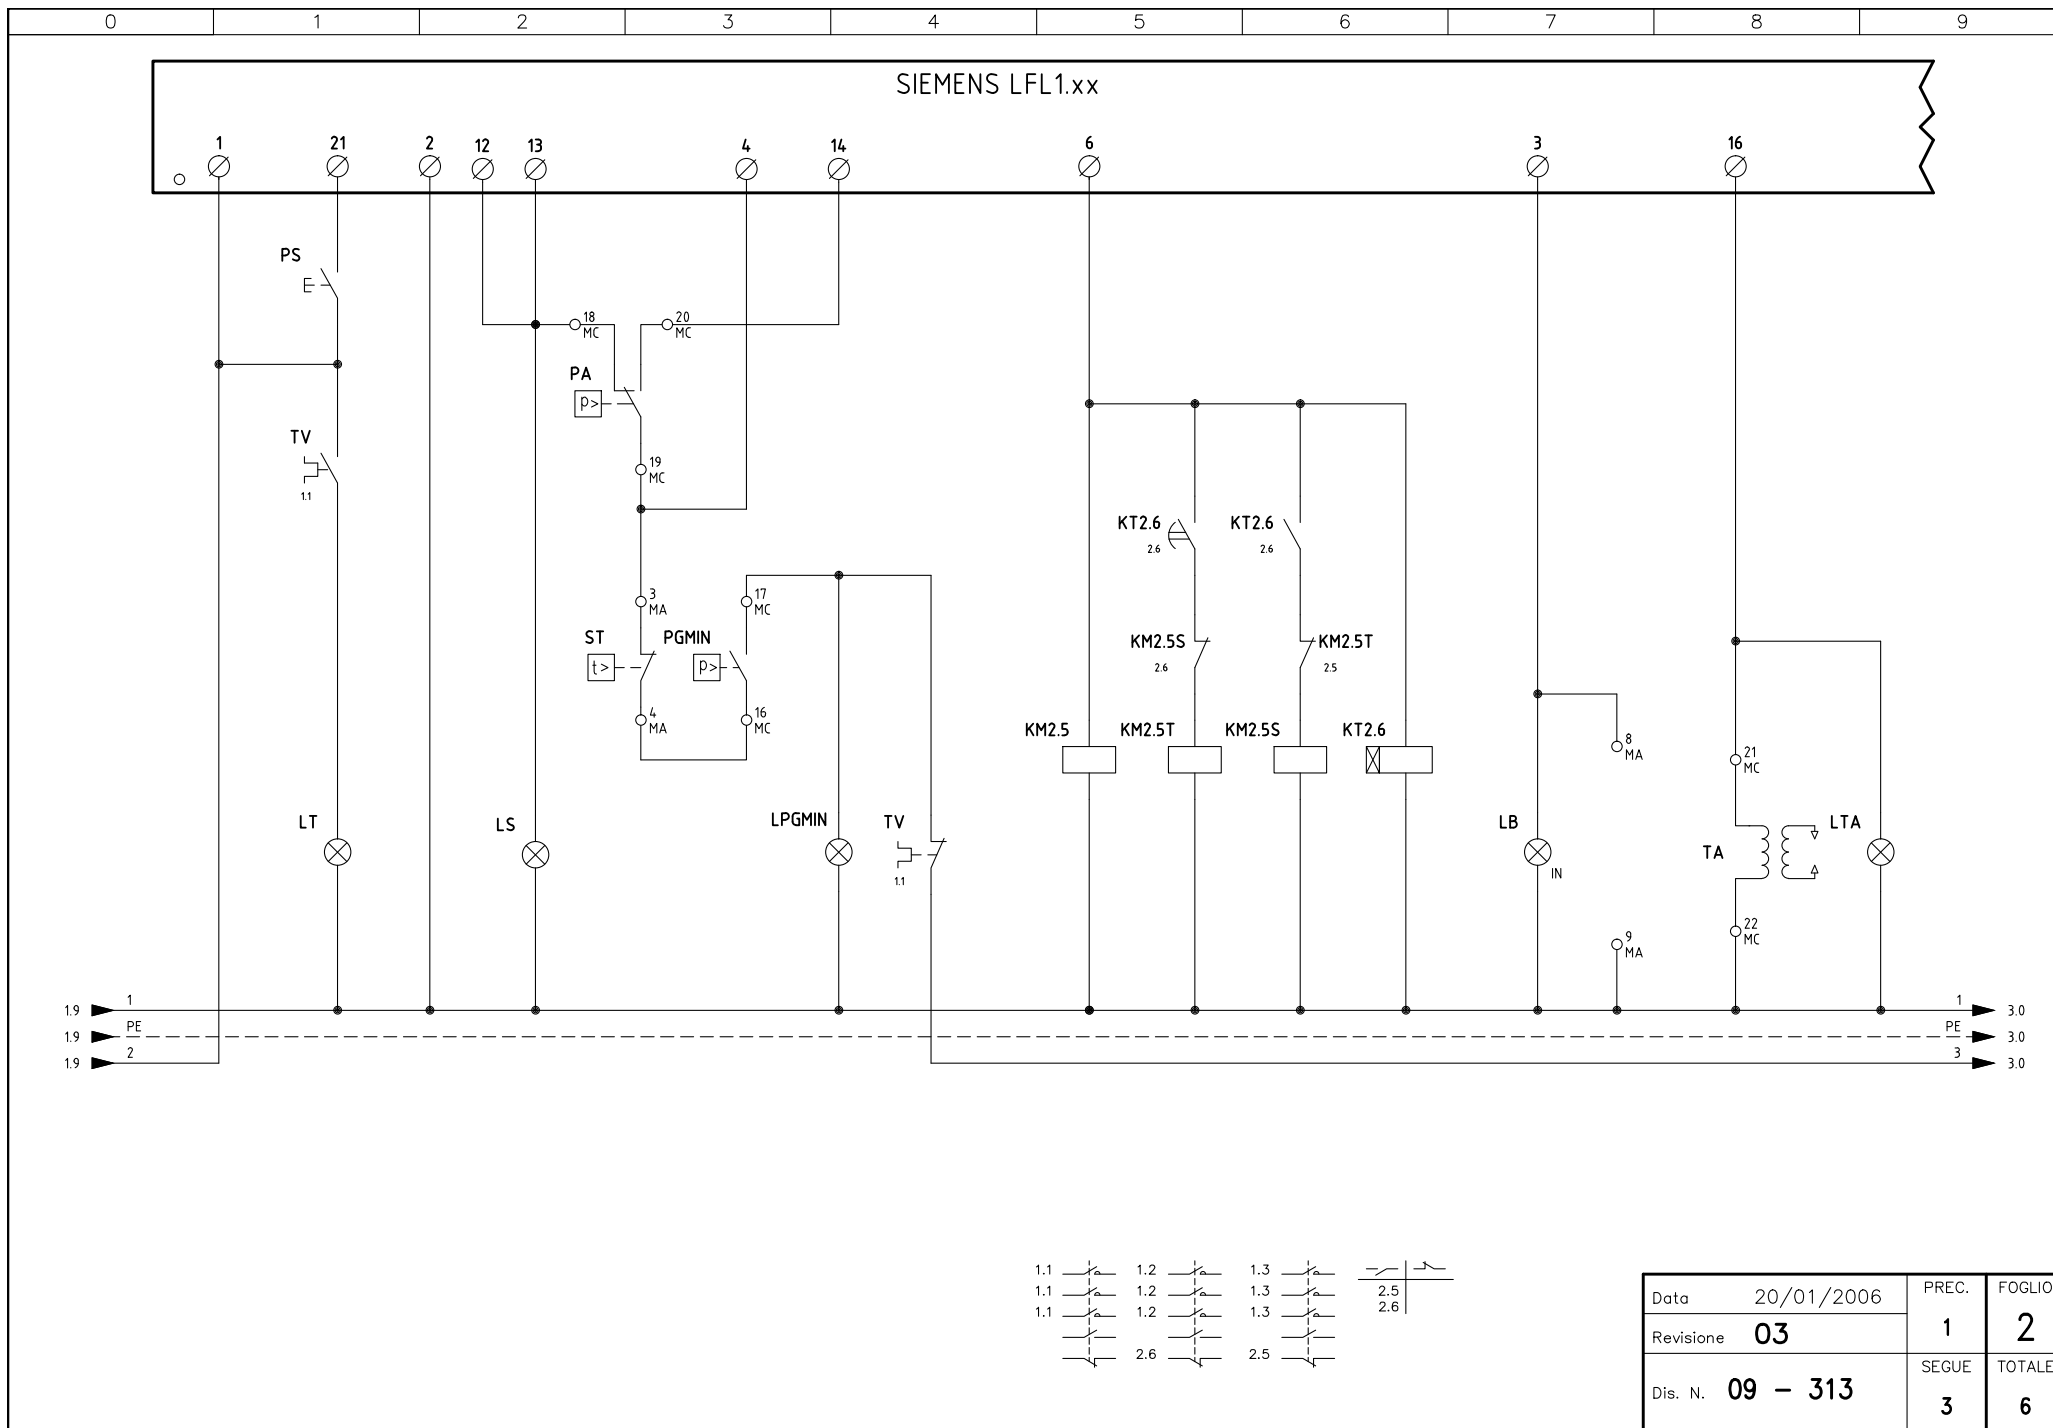 0 1 2 3 4 5 6 7 8 9
SIEMENS LFL1.xx
1 21 2 12 13 4 14 6 3 16
PS
18
MC
20
MC
PA
p>
TV
1.1
19
MC
KT2.6
2.6
KT2.6
2.6
3
MA
17
MC
ST
t>
PGMIN
p>
KM2.5S
2.6
KM2.5T
2.5
4
MA
16
MC
KM2.5 KM2.5T KM2.5S KT2.6
8
MA
21
MC
LT
LS
LPGMIN
TV
1.1
LB
IN
TA
LTA
22
MC
9
MA
1.9 1 1 3.0
1.9 PE PE 3.0
1.9 2 3 3.0
1.1 1.2 1.3
1.1 1.2 1.3 2.5
1.1 1.2 1.3 2.6
2.6 2.5
Data 20/01/2006
PREC.
1
FOGLIO
2
Revisione 03
Dis. N. 09 - 313
SEGUE
3
TOTALE
6